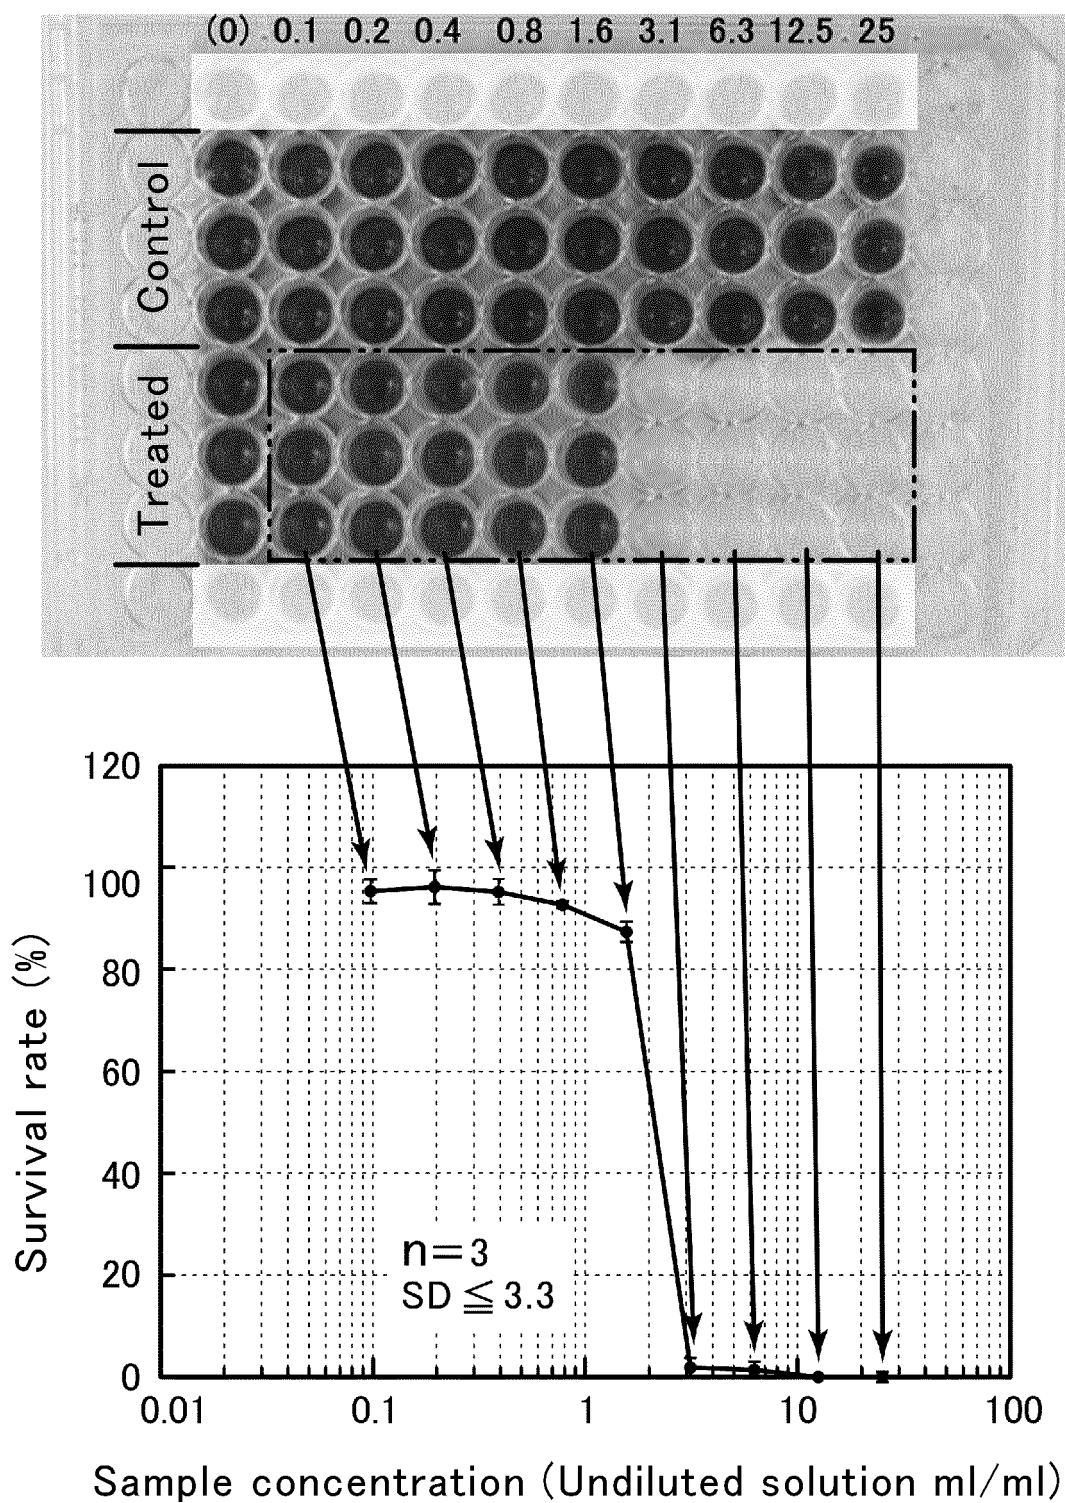 (0) 0.1 0.2 0.4 0.8 1.6 3.1 6.3 12.5 25
Control
Treated
120
100
80
60
40
20
0
Survival rate (%)
n=3
SD ≦ 3.3
0.01 0.1 1 10 100
Sample concentration (Undiluted solution ml/ml)